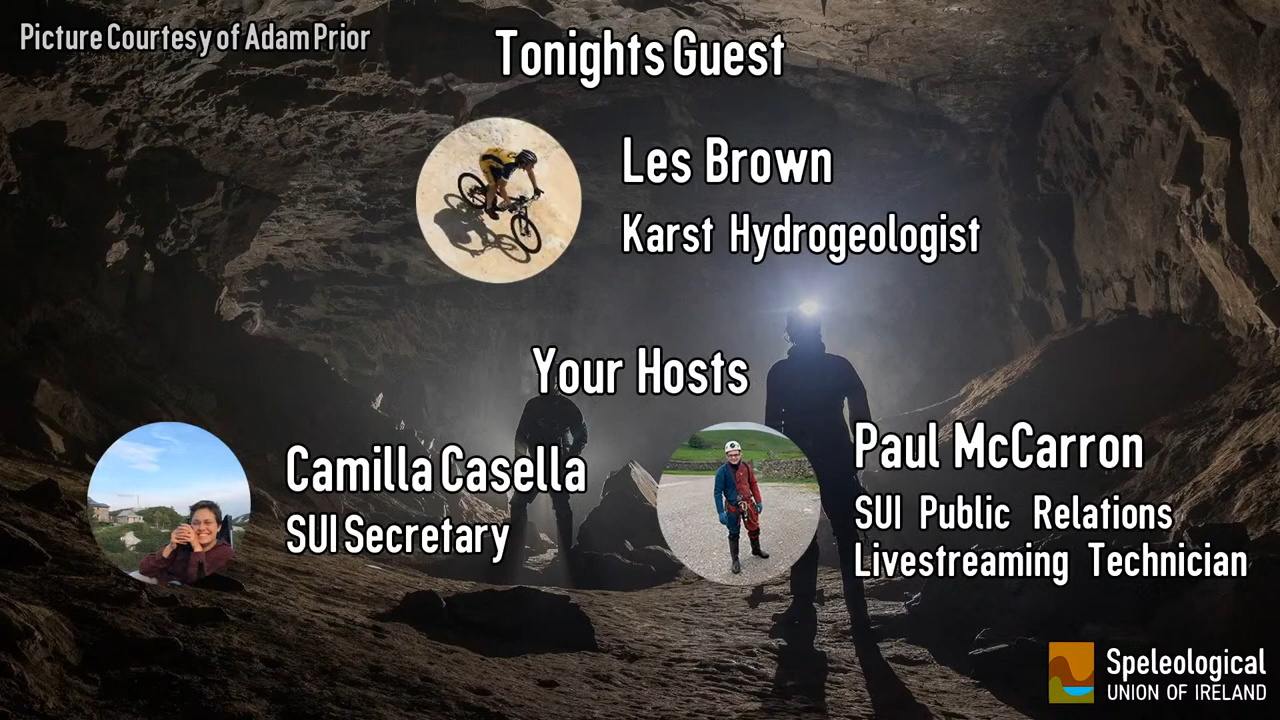 Picture Courtesy of Adam Prior
Tonights Guest
Les Brown
Karst Hydrogeologist
Your Hosts
Camilla Casella
SUI Secretary
Paul McCarron
SUI Public Relations
Livestreaming Technician
Speleological
UNION OF IRELAND